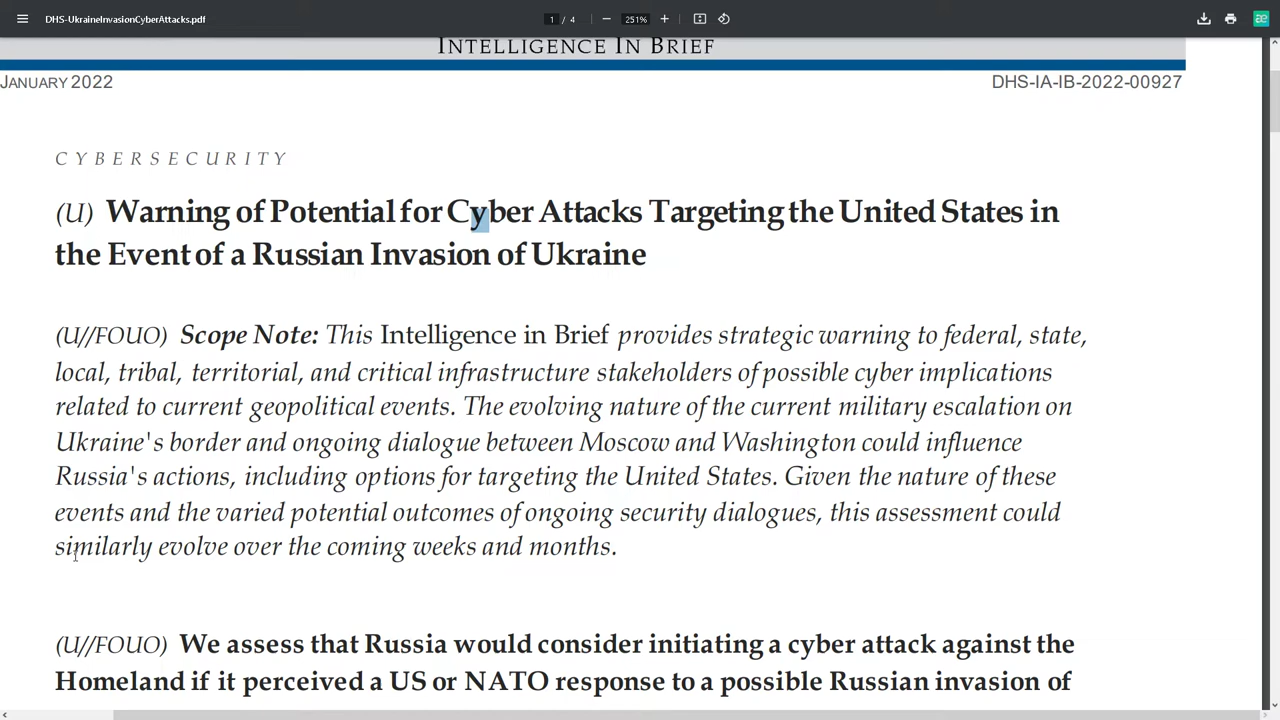 DHS-UkraineInvasionCyberAttacks.pdf
1 / 4
251%
INTELLIGENCE IN BRIEF
JANUARY 2022
DHS-IA-IB-2022-00927
CYBERSECURITY
(U) Warning of Potential for Cyber Attacks Targeting the United States in
the Event of a Russian Invasion of Ukraine
(U//FOUO) Scope Note: This Intelligence in Brief provides strategic warning to federal, state,
local, tribal, territorial, and critical infrastructure stakeholders of possible cyber implications
related to current geopolitical events. The evolving nature of the current military escalation on
Ukraine's border and ongoing dialogue between Moscow and Washington could influence
Russia's actions, including options for targeting the United States. Given the nature of these
events and the varied potential outcomes of ongoing security dialogues, this assessment could
similarly evolve over the coming weeks and months.
(U//FOUO) We assess that Russia would consider initiating a cyber attack against the
Homeland if it perceived a US or NATO response to a possible Russian invasion of